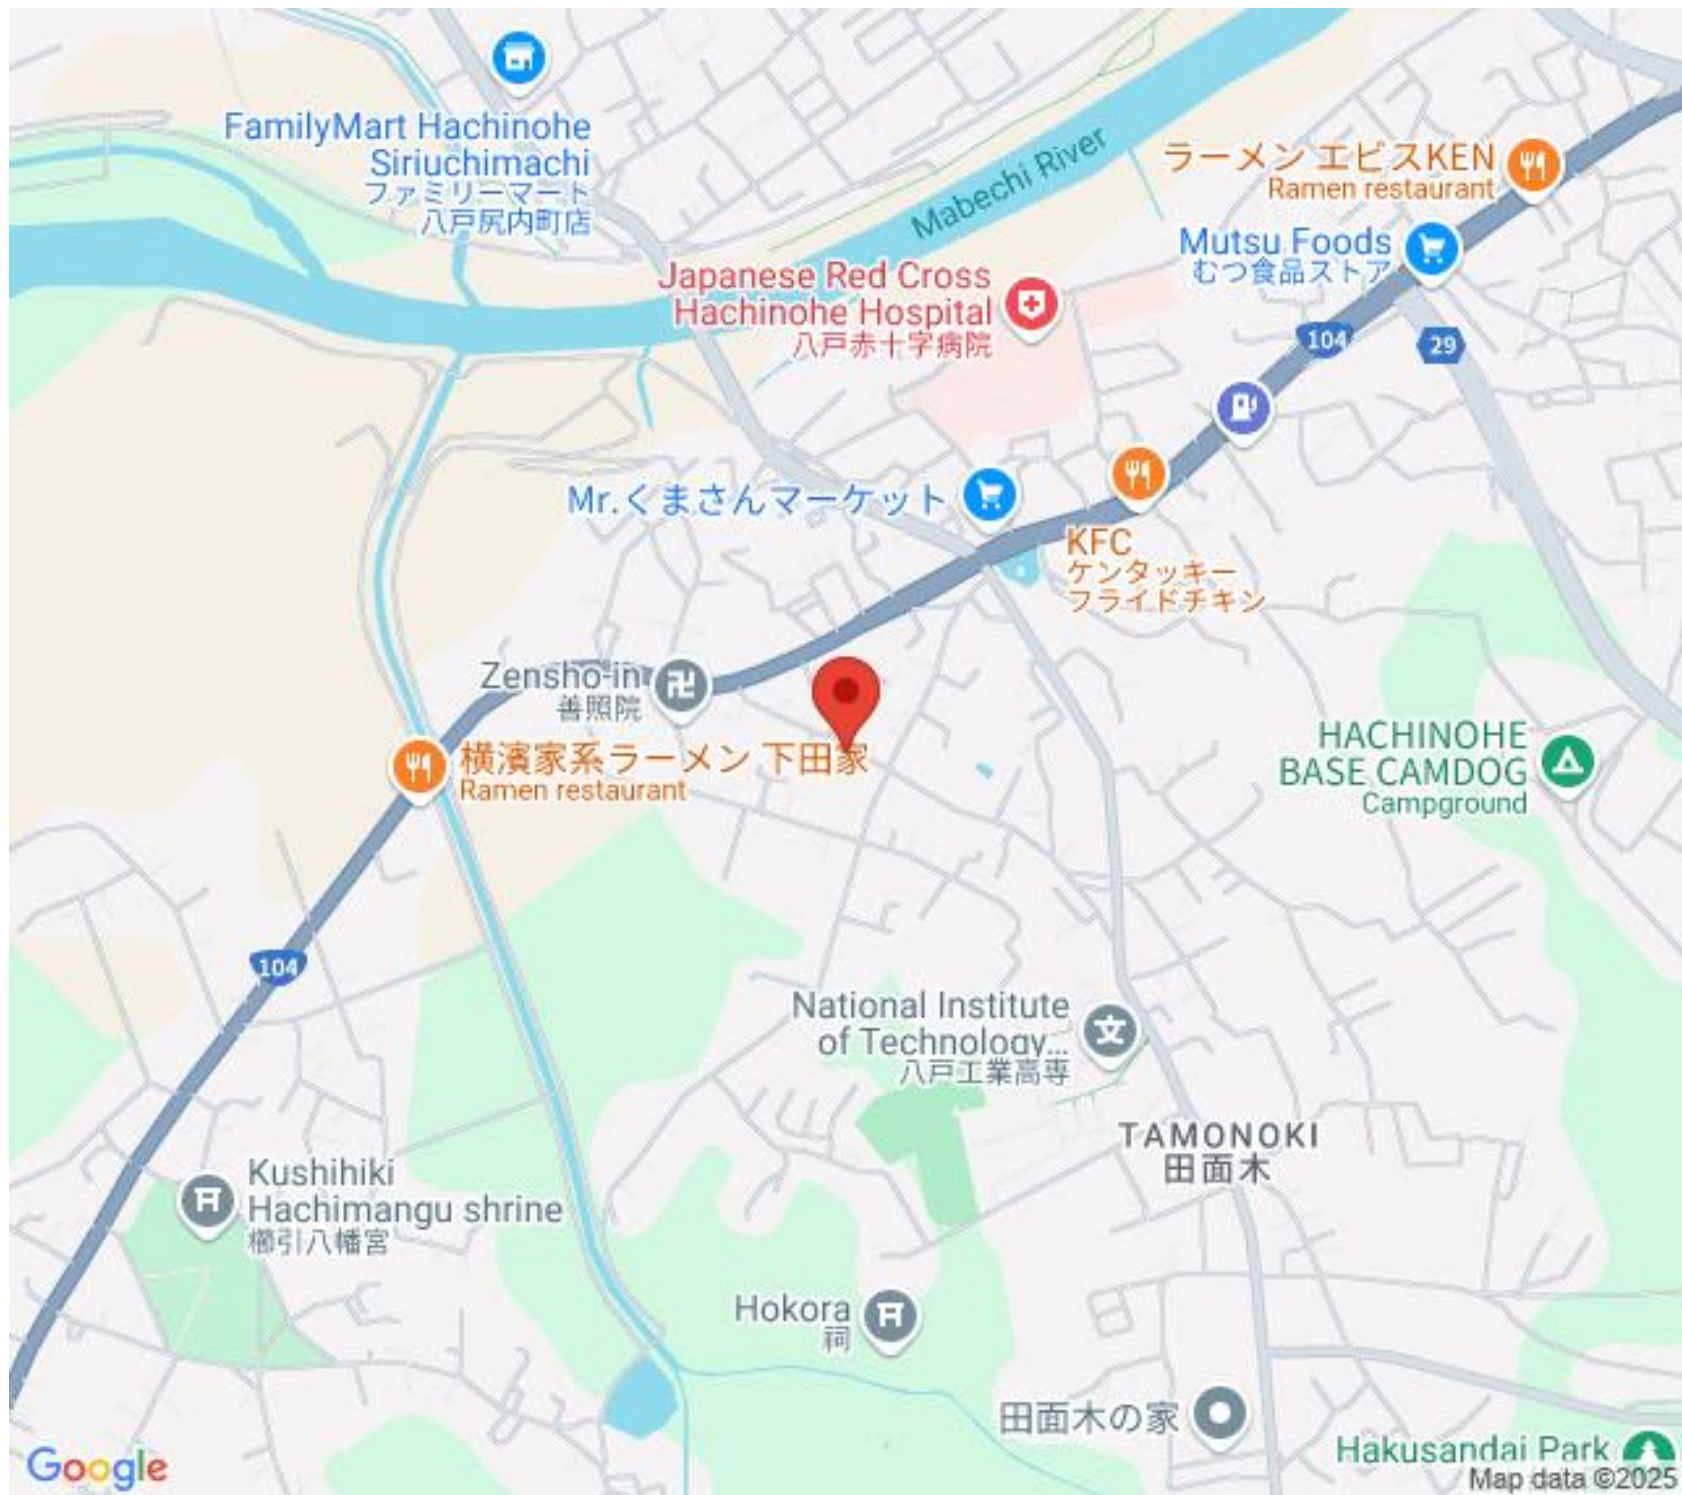 FamilyMart Hachinohe
Siriuchimachi
ファミリーマート
八戸尻内町店
Mabechi River
ラーメン エビスKEN
Ramen restaurant
Mutsu Foods
むつ食品ストア
Japanese Red Cross
Hachinohe Hospital
八戸赤十字病院
104
29
Mr.くまさんマーケット
KFC
ケンタッキー
フライドチキン
Zensho-in
善照院
横濱家系ラーメン 下田家
Ramen restaurant
HACHINOHE
BASE CAMDOG
Campground
104
National Institute
of Technology...
八戸工業高専
TAMONOKI
田面木
Kushihiki
Hachimangu shrine
櫛引八幡宮
Hokora
祠
田面木の家
Hakusandai Park
Google
Map data ©2025